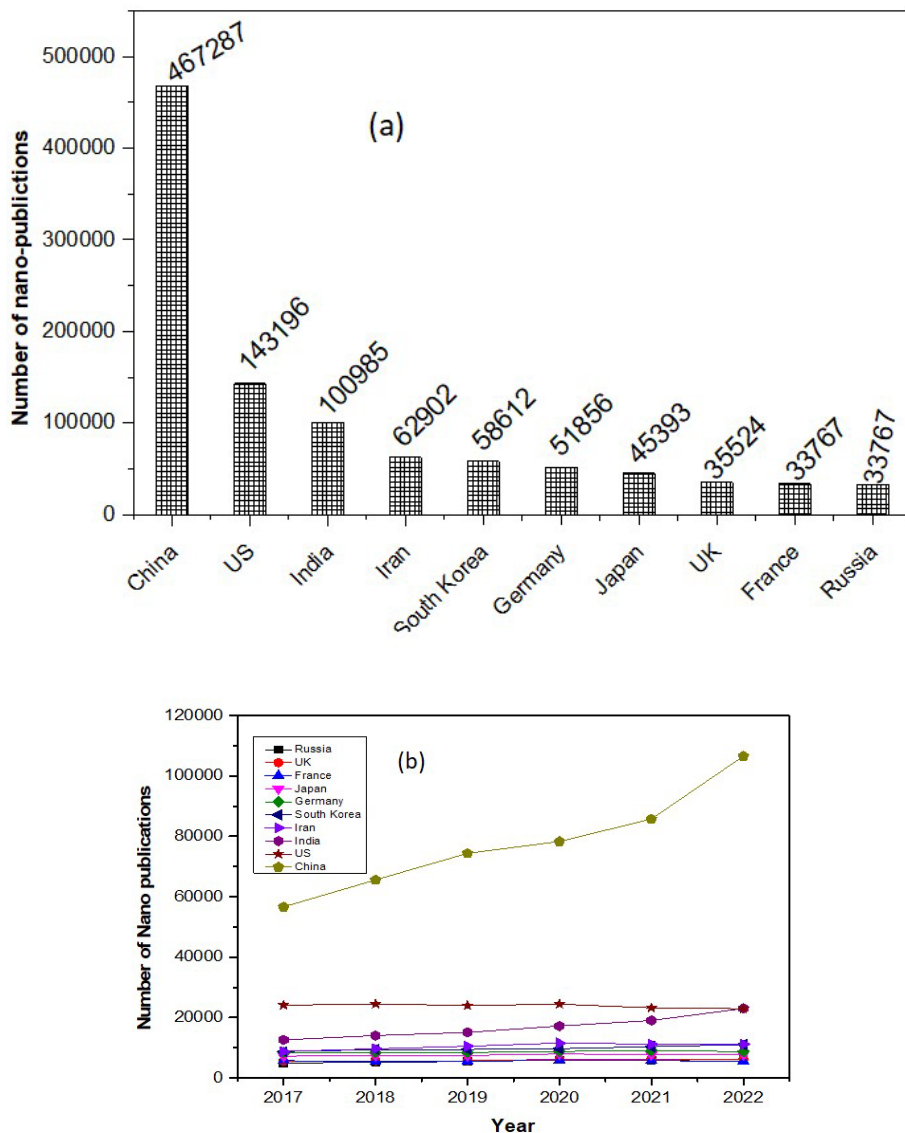 (a)
Number of nano-publictions
500000
400000
300000
200000
100000
0
467287
143196
100985
62902
58612
51856
45393
35524
33767
33767
China
US
India
Iran
South Korea
Germany
Japan
UK
France
Russia
(b)
Number of Nano publications
120000
100000
80000
60000
40000
20000
0
Russia
UK
France
Japan
Germany
South Korea
Iran
India
US
China
2017 2018 2019 2020 2021 2022
Year